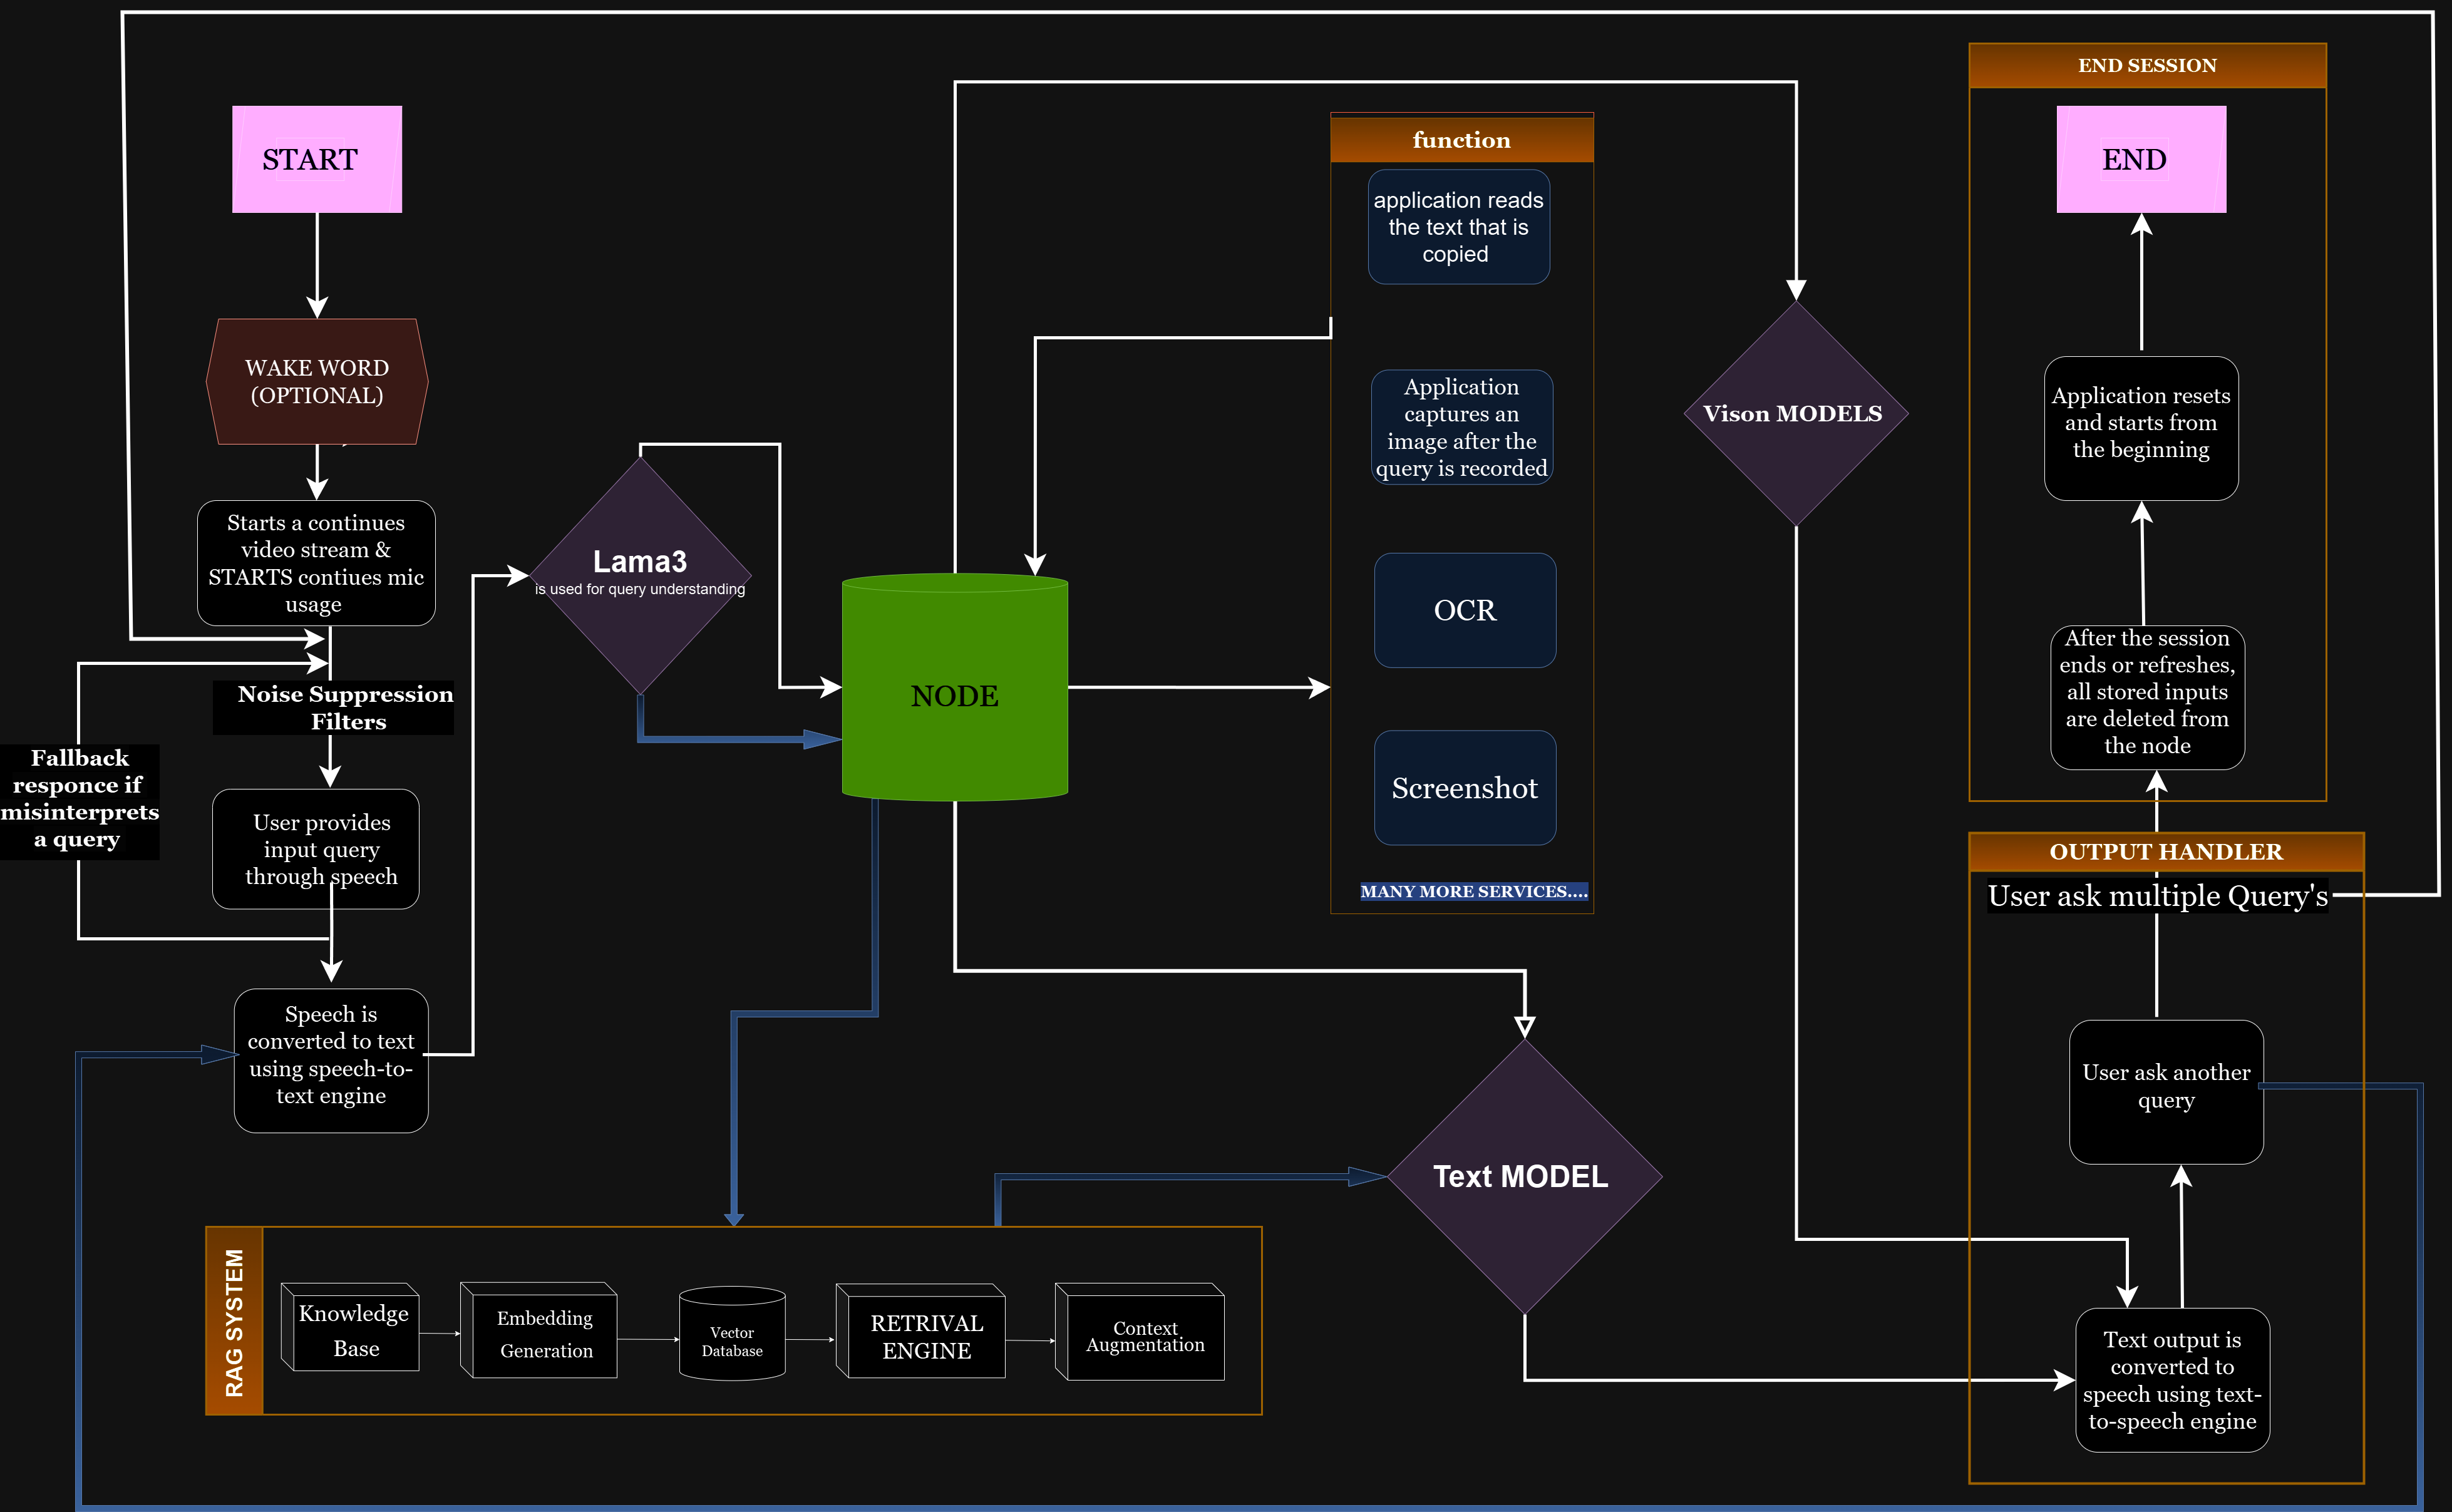 START
WAKE WORD
(OPTIONAL)
Starts a continues
video stream &
STARTS contiues mic
usage
Noise Suppression
Filters
Fallback
responce if
misinterprets
a query
User provides
input query
through speech
Speech is
converted to text
using speech-to-
text engine
Lama3
is used for query understanding
NODE
function
application reads
the text that is
copied
Application
captures an
image after the
query is recorded
OCR
Screenshot
MANY MORE SERVICES....
Vison MODELS
Text MODEL
RAG SYSTEM
Knowledge
Base
Embedding
Generation
Vector
Database
RETRIVAL
ENGINE
Context
Augmentation
END SESSION
END
Application resets
and starts from
the beginning
After the session
ends or refreshes,
all stored inputs
are deleted from
the node
OUTPUT HANDLER
User ask multiple Query's
User ask another
query
Text output is
converted to
speech using text-
to-speech engine